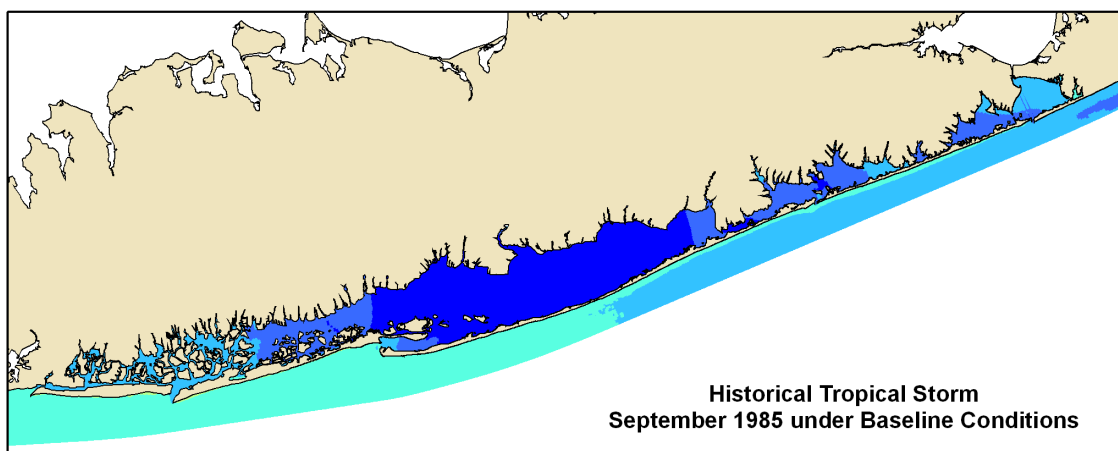 Historical Tropical Storm
September 1985 under Baseline Conditions